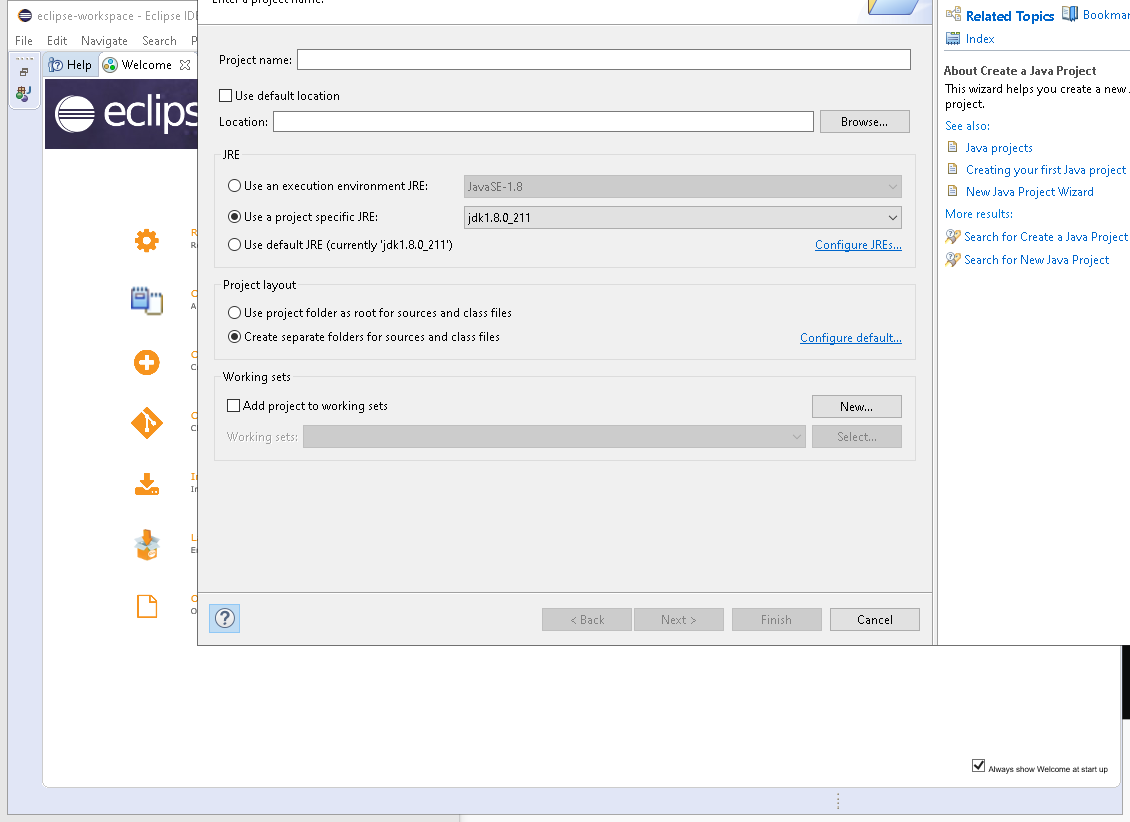 eclipse-workspace - Eclipse IDE
File Edit Navigate Search P
Help Welcome
eclips
Enter a project name.
Project name:
Use default location
Location: Browse...
JRE
Use an execution environment JRE: JavaSE-1.8
Use a project specific JRE: jdk1.8.0_211
Use default JRE (currently 'jdk1.8.0_211') Configure JREs...
Project layout
Use project folder as root for sources and class files
Create separate folders for sources and class files Configure default...
Working sets
Add project to working sets New...
Working sets: Select...
? < Back Next > Finish Cancel
Related Topics Bookmar
Index
About Create a Java Project
This wizard helps you create a new
project.
See also:
Java projects
Creating your first Java project
New Java Project Wizard
More results:
Search for Create a Java Project
Search for New Java Project
Always show Welcome at start up